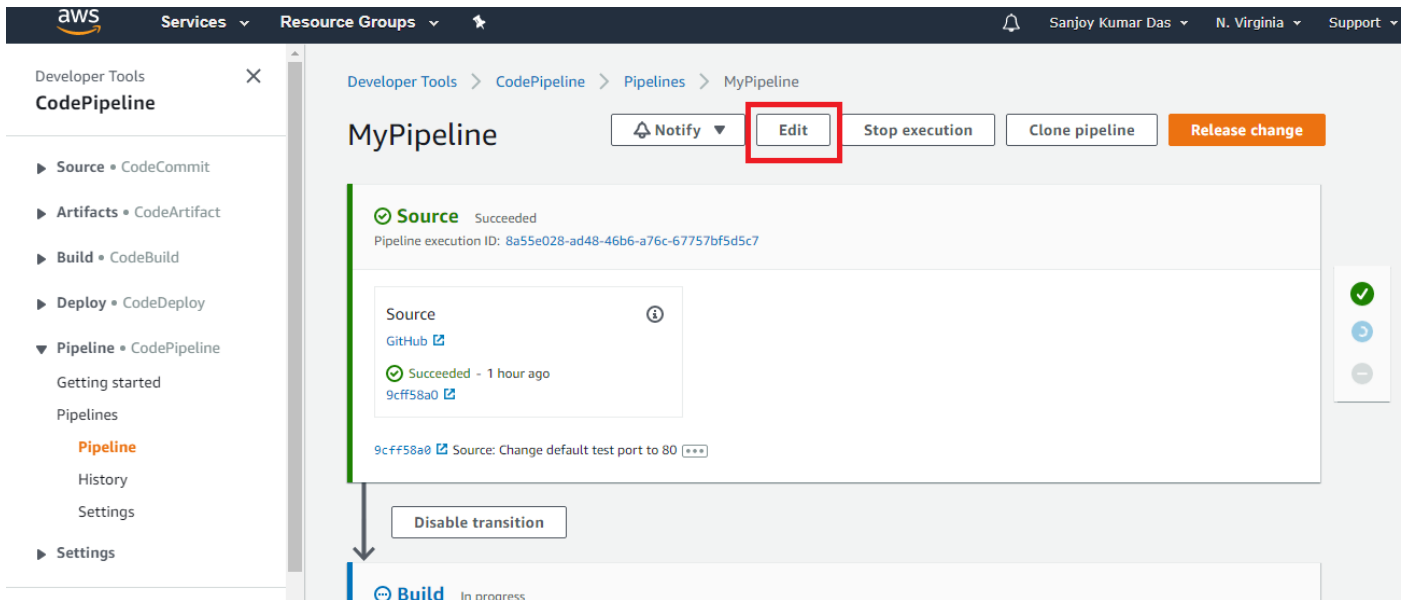 aws Services Resource Groups Sanjoy Kumar Das N. Virginia Support
Developer Tools
CodePipeline
Source • CodeCommit
Artifacts • CodeArtifact
Build • CodeBuild
Deploy • CodeDeploy
Pipeline • CodePipeline
Getting started
Pipelines
Pipeline
History
Settings
Settings
Developer Tools > CodePipeline > Pipelines > MyPipeline
MyPipeline Notify Edit Stop execution Clone pipeline Release change
Source Succeeded
Pipeline execution ID: 8a55e028-ad48-46b6-a76c-67757bf5d5c7
Source
GitHub
Succeeded - 1 hour ago
9cff58a0
9cff58a0 Source: Change default test port to 80
Disable transition
Build In progress